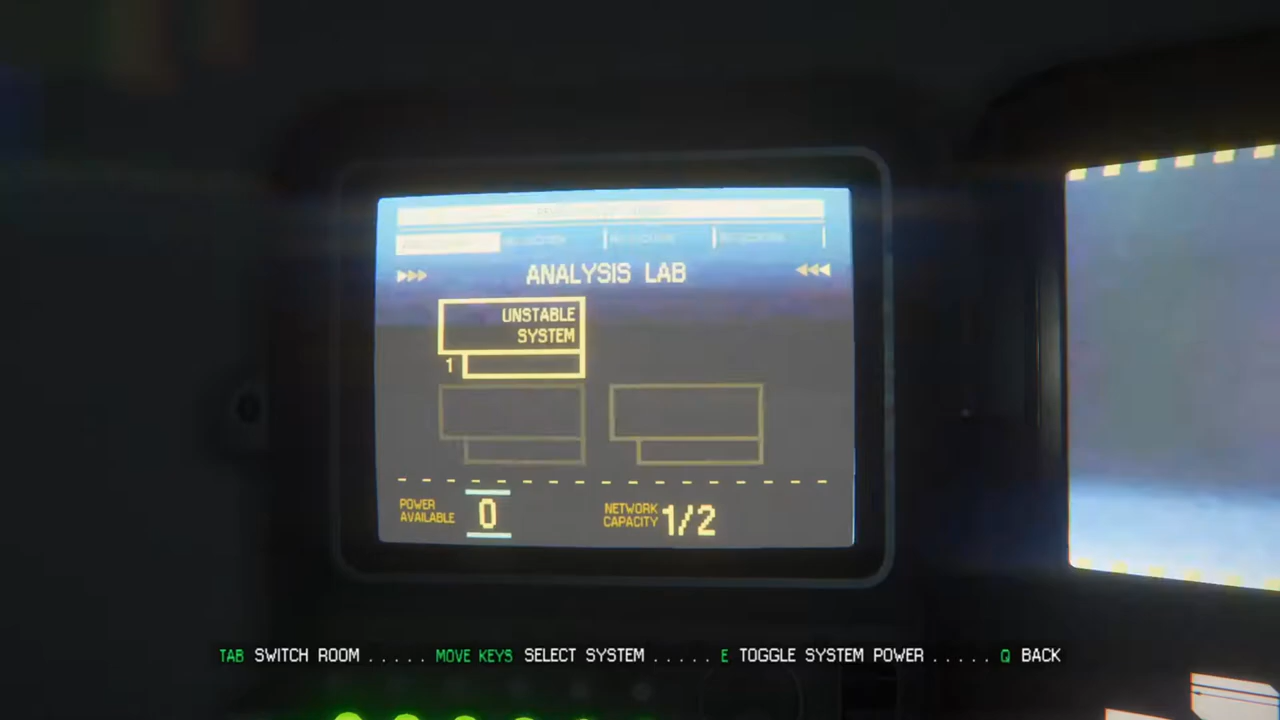 ANALYSIS LAB
UNSTABLE
SYSTEM
1
POWER
AVAILABLE
0
NETWORK
CAPACITY
1/2
TAB SWITCH ROOM ..... MOVE KEYS SELECT SYSTEM ..... E TOGGLE SYSTEM POWER ..... Q BACK